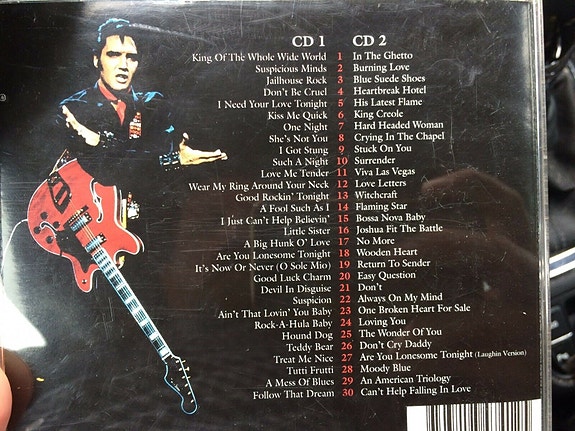 CD 1 CD 2
King Of The Whole Wide World 1 In The Ghetto
Suspicious Minds 2 Burning Love
Jailhouse Rock 3 Blue Suede Shoes
Don't Be Cruel 4 Heartbreak Hotel
I Need Your Love Tonight 5 His Latest Flame
Kiss Me Quick 6 King Creole
One Night 7 Hard Headed Woman
She's Not You 8 Crying In The Chapel
I Got Stung 9 Stuck On You
Such A Night 10 Surrender
Love Me Tender 11 Viva Las Vegas
Wear My Ring Around Your Neck 12 Love Letters
Good Rockin' Tonight 13 Witchcraft
A Fool Such As I 14 Flaming Star
I Just Can't Help Believin' 15 Bossa Nova Baby
Little Sister 16 Joshua Fit The Battle
A Big Hunk O' Love 17 No More
Are You Lonesome Tonight 18 Wooden Heart
It's Now Or Never (O Sole Mio) 19 Return To Sender
Good Luck Charm 20 Easy Question
Devil In Disguise 21 Don't
Suspicion 22 Always On My Mind
Ain't That Lovin' You Baby 23 One Broken Heart For Sale
Rock-A-Hula Baby 24 Loving You
Hound Dog 25 The Wonder Of You
Teddy Bear 26 Don't Cry Daddy
Treat Me Nice 27 Are You Lonesome Tonight (Laughin Version)
Tutti Frutti 28 Moody Blue
A Mess Of Blues 29 An American Triology
Follow That Dream 30 Can't Help Falling In Love